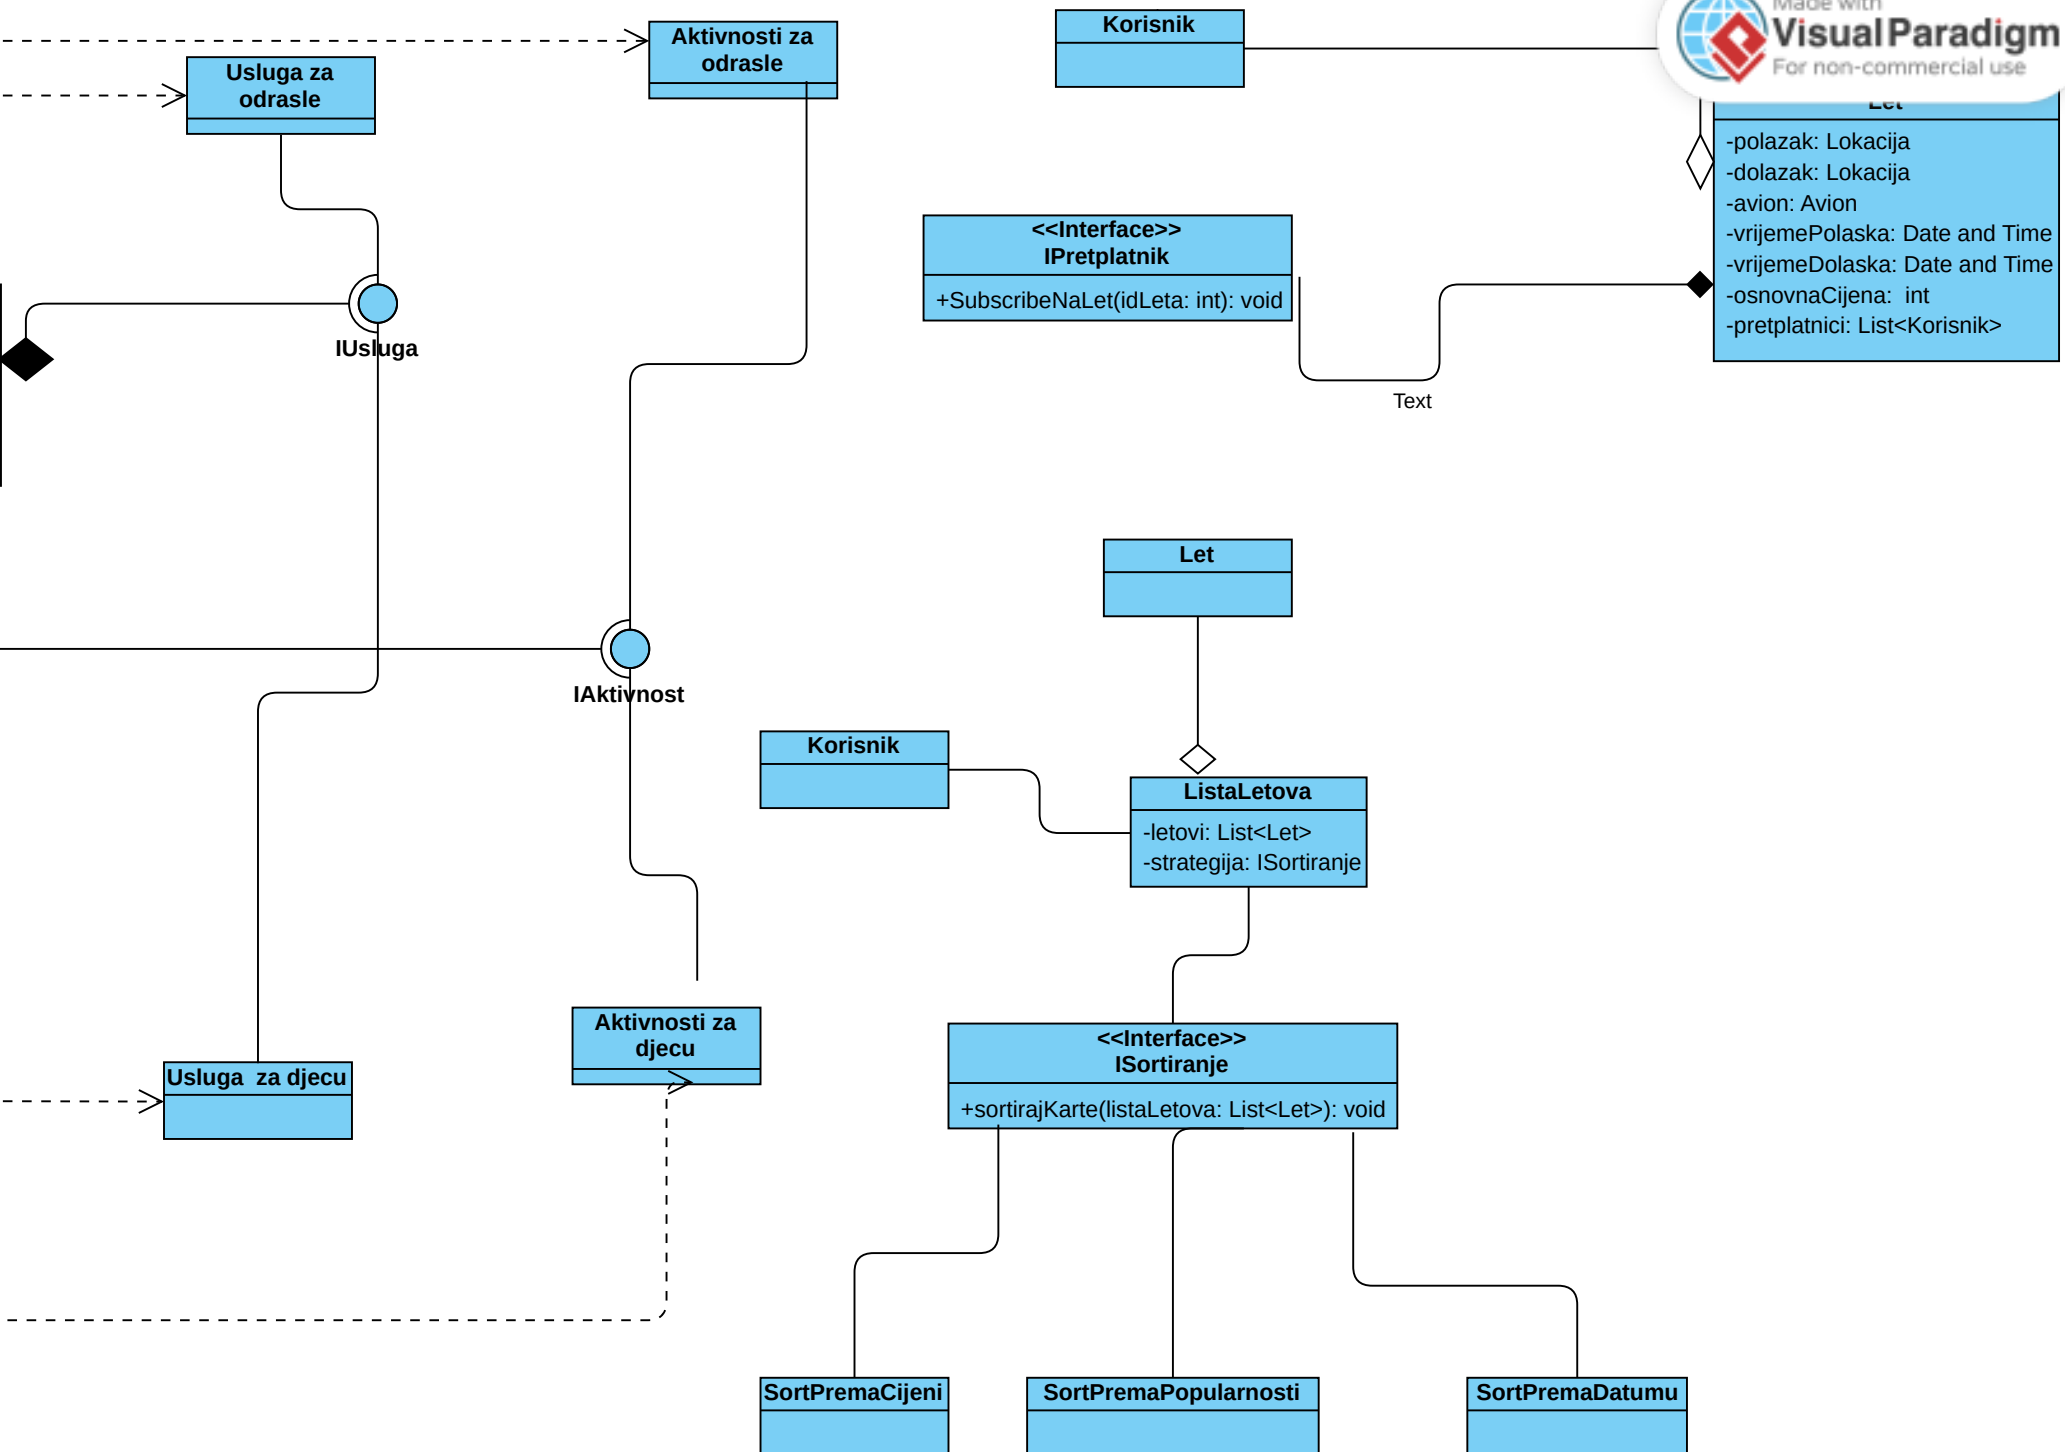 Made with
Visual Paradigm
For non-commercial use
Aktivnosti za
odrasle
Korisnik
Usluga za
odrasle
Let
-polazak: Lokacija
-dolazak: Lokacija
-avion: Avion
-vrijemePolaska: Date and Time
-vrijemeDolaska: Date and Time
-osnovnaCijena:  int
-pretplatnici: List<Korisnik>
<<Interface>>
IPretplatnik
+SubscribeNaLet(idLeta: int): void
IUsluga
Text
Let
IAktivnost
Korisnik
ListaLetova
-letovi: List<Let>
-strategija: ISortiranje
Aktivnosti za
djecu
<<Interface>>
ISortiranje
+sortirajKarte(listaLetova: List<Let>): void
Usluga  za djecu
SortPremaCijeni
SortPremaPopularnosti
SortPremaDatumu